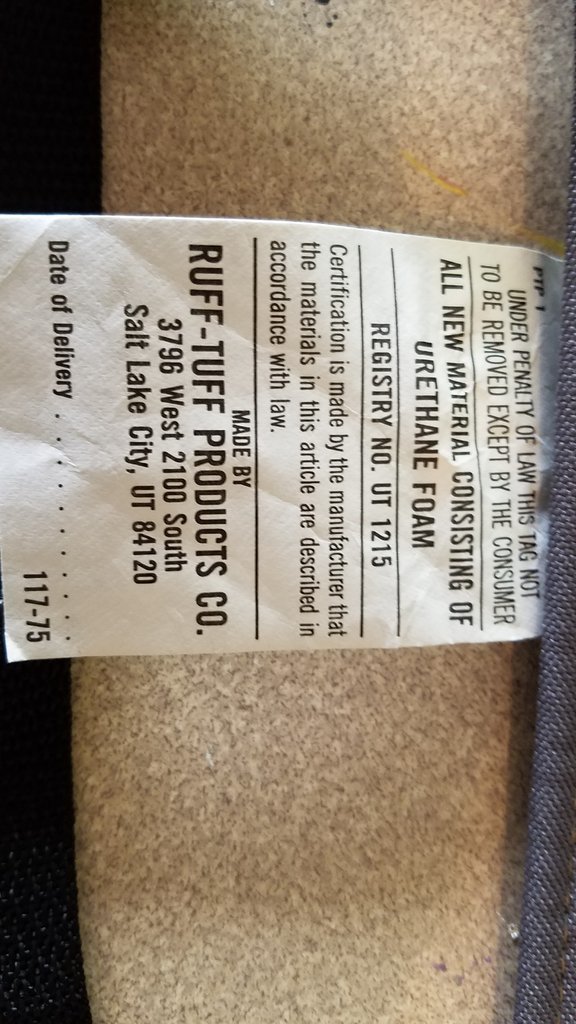 PTP 1
UNDER PENALTY OF LAW THIS TAG NOT
TO BE REMOVED EXCEPT BY THE CONSUMER
ALL NEW MATERIAL CONSISTING OF
URETHANE FOAM
REGISTRY NO. UT 1215
Certification is made by the manufacturer that
the materials in this article are described in
accordance with law.
MADE BY
RUFF-TUFF PRODUCTS CO.
3796 West 2100 South
Salt Lake City, UT 84120
Date of Delivery . . . . . . . . .
117-75